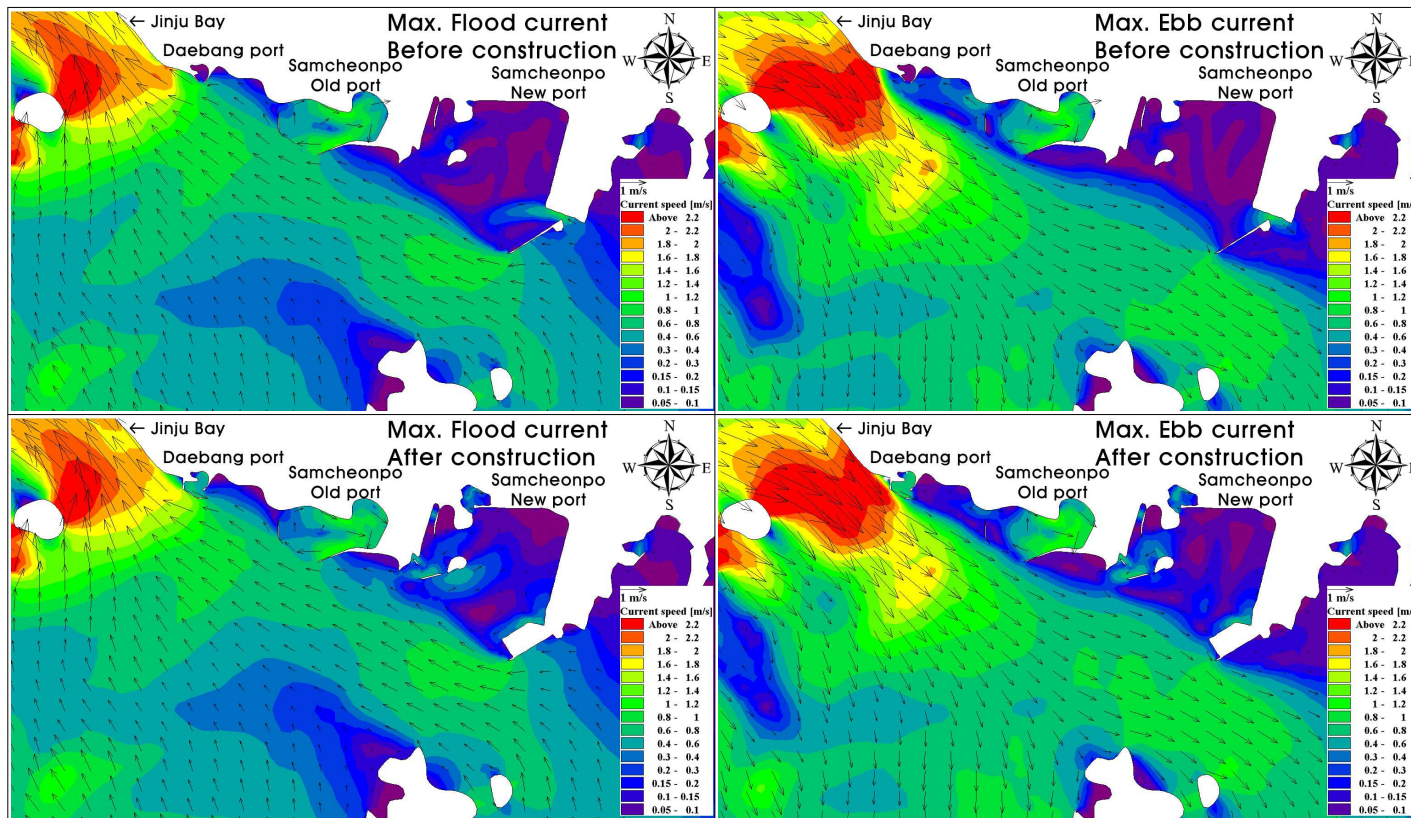 ← Jinju Bay
Max. Flood current
Before construction
Daebang port
Samcheonpo
Old port
Samcheonpo
New port
N
W E
S
1 m/s
Current speed [m/s]
Above 2.2
2 - 2.2
1.8 - 2
1.6 - 1.8
1.4 - 1.6
1.2 - 1.4
1 - 1.2
0.8 - 1
0.6 - 0.8
0.4 - 0.6
0.3 - 0.4
0.2 - 0.3
0.15 - 0.2
0.1 - 0.15
0.05 - 0.1
← Jinju Bay
Max. Ebb current
Before construction
Daebang port
Samcheonpo
Old port
Samcheonpo
New port
N
W E
S
1 m/s
Current speed [m/
Above 2.2
2 - 2.2
1.8 - 2
1.6 - 1.8
1.4 - 1.6
1.2 - 1.4
1 - 1.2
0.8 - 1
0.6 - 0.8
0.4 - 0.6
0.3 - 0.4
0.2 - 0.3
0.15 - 0.2
0.1 - 0.15
0.05 - 0.1
← Jinju Bay
Max. Flood current
After construction
Daebang port
Samcheonpo
Old port
Samcheonpo
New port
N
W E
S
1 m/s
Current speed [m/s]
Above 2.2
2 - 2.2
1.8 - 2
1.6 - 1.8
1.4 - 1.6
1.2 - 1.4
1 - 1.2
0.8 - 1
0.6 - 0.8
0.4 - 0.6
0.3 - 0.4
0.2 - 0.3
0.15 - 0.2
0.1 - 0.15
0.05 - 0.1
← Jinju Bay
Max. Ebb current
After construction
Daebang port
Samcheonpo
Old port
Samcheonpo
New port
N
W E
S
1 m/s
Current speed [m/
Above 2.2
2 - 2.2
1.8 - 2
1.6 - 1.8
1.4 - 1.6
1.2 - 1.4
1 - 1.2
0.8 - 1
0.6 - 0.8
0.4 - 0.6
0.3 - 0.4
0.2 - 0.3
0.15 - 0.2
0.1 - 0.15
0.05 - 0.1